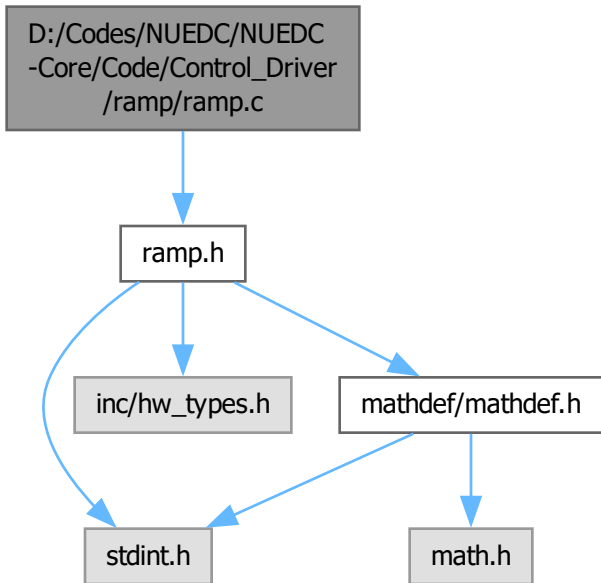 D:/Codes/NUEDC/NUEDC
-Core/Code/Control_Driver
/ramp/ramp.c
ramp.h
inc/hw_types.h
mathdef/mathdef.h
stdint.h
math.h